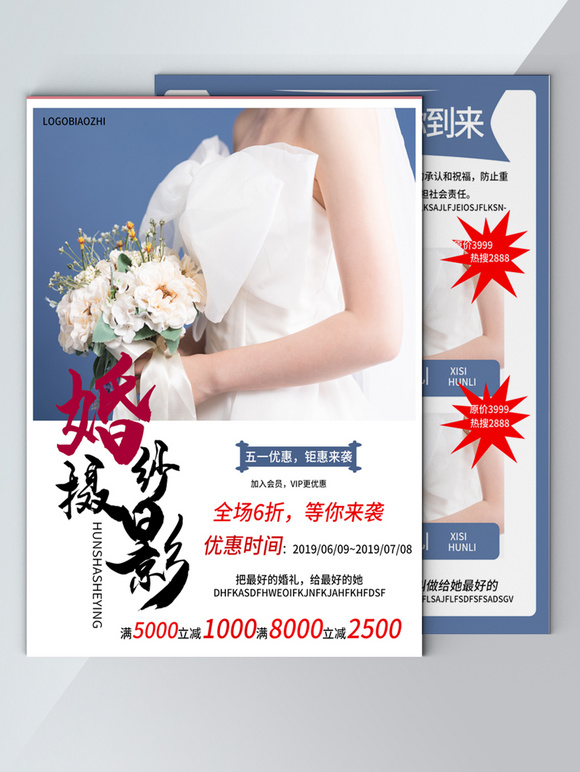 LOGOBIAOZHI
婚
纱
摄
影
HUNSHASHEYING
五一优惠，钜惠来袭
加入会员，VIP更优惠
全场6折，等你来袭
优惠时间：2019/06/09~2019/07/08
把最好的婚礼，给最好的她
DHFKASDFHWEOIFKJNFKJAHFKHFDSF
满5000立减1000满8000立减2500
到来
承认和祝福，防止重
担社会责任。
KSAJLFJEIOSJFLKSN-
原价3999
热搜2888
XISI
HUNLI
原价3999
热搜2888
XISI
HUNLI
做给她最好的
FLSAJFLFSDFSFSADSGV